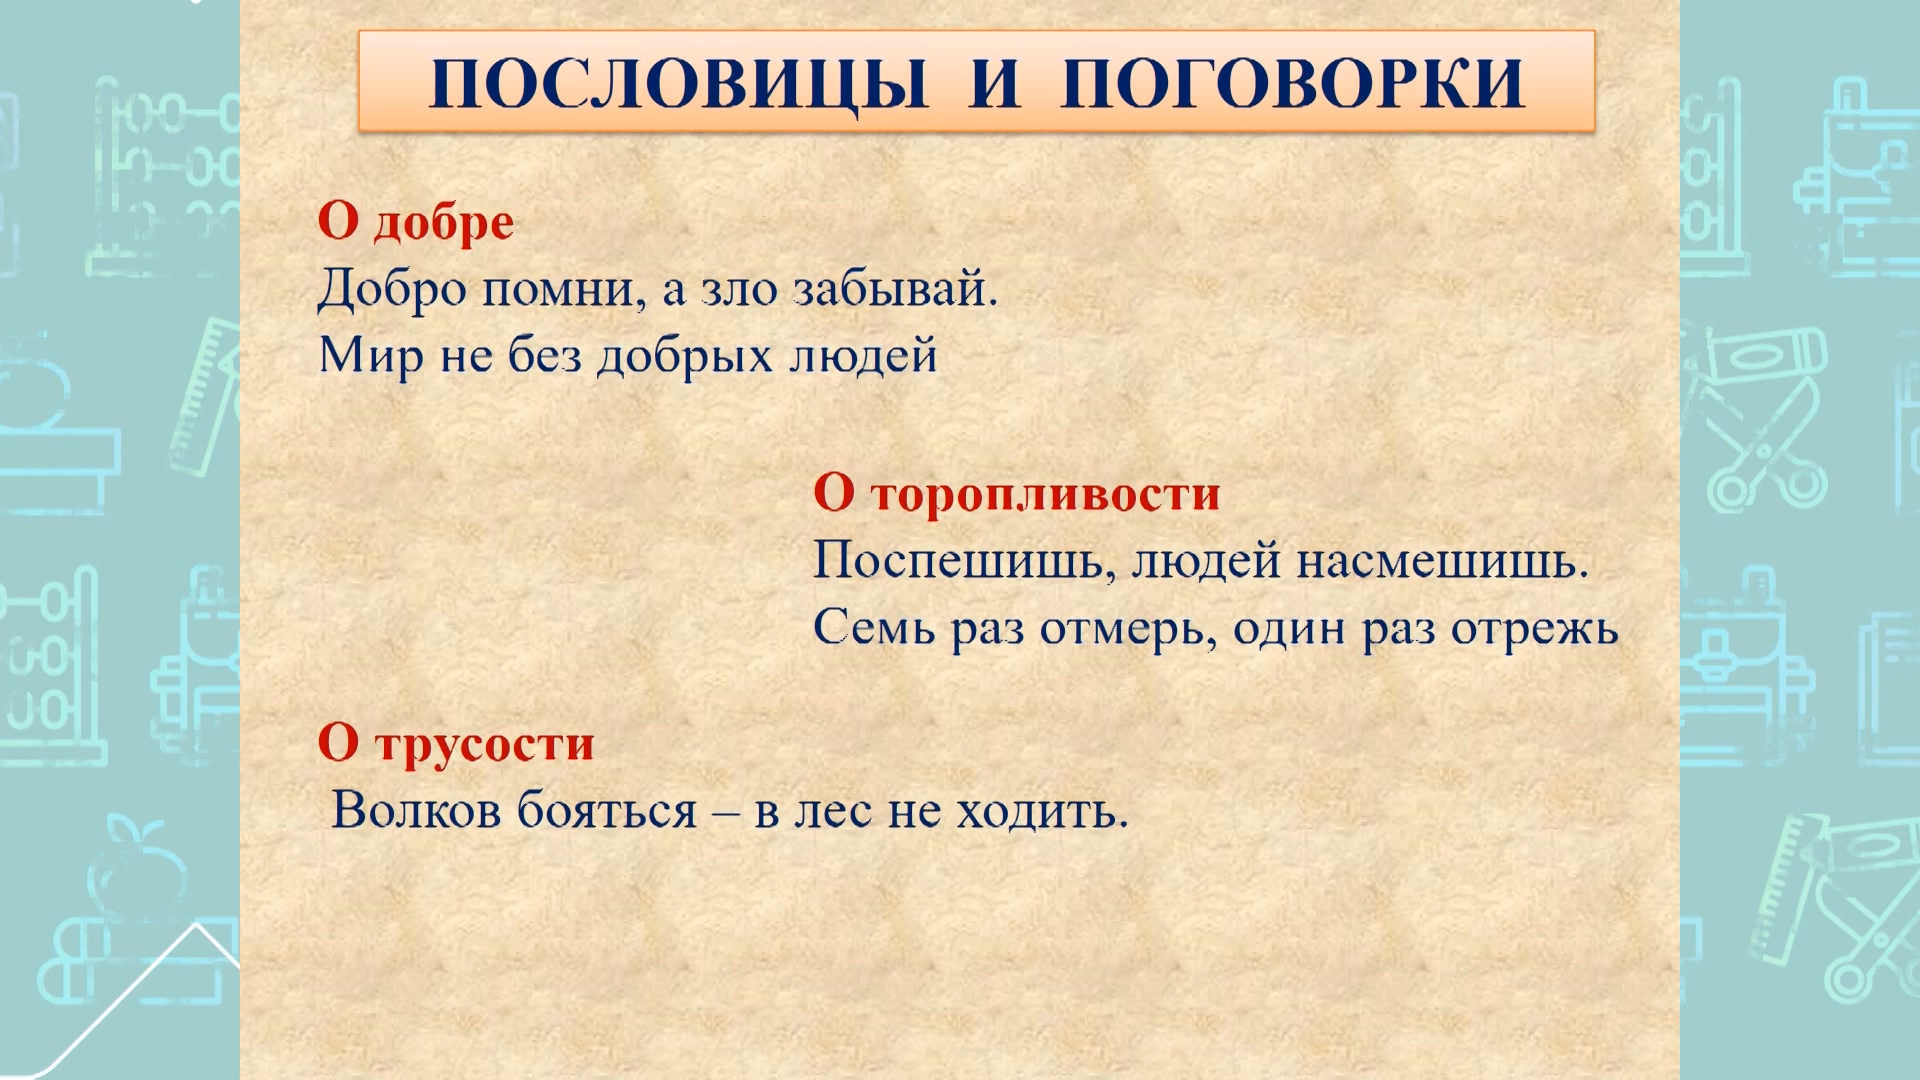 ПОСЛОВИЦЫ И ПОГОВОРКИ
О добре
Добро помни, а зло забывай.
Мир не без добрых людей
О торопливости
Поспешишь, людей насмешишь.
Семь раз отмерь, один раз отрежь
О трусости
Волков бояться – в лес не ходить.